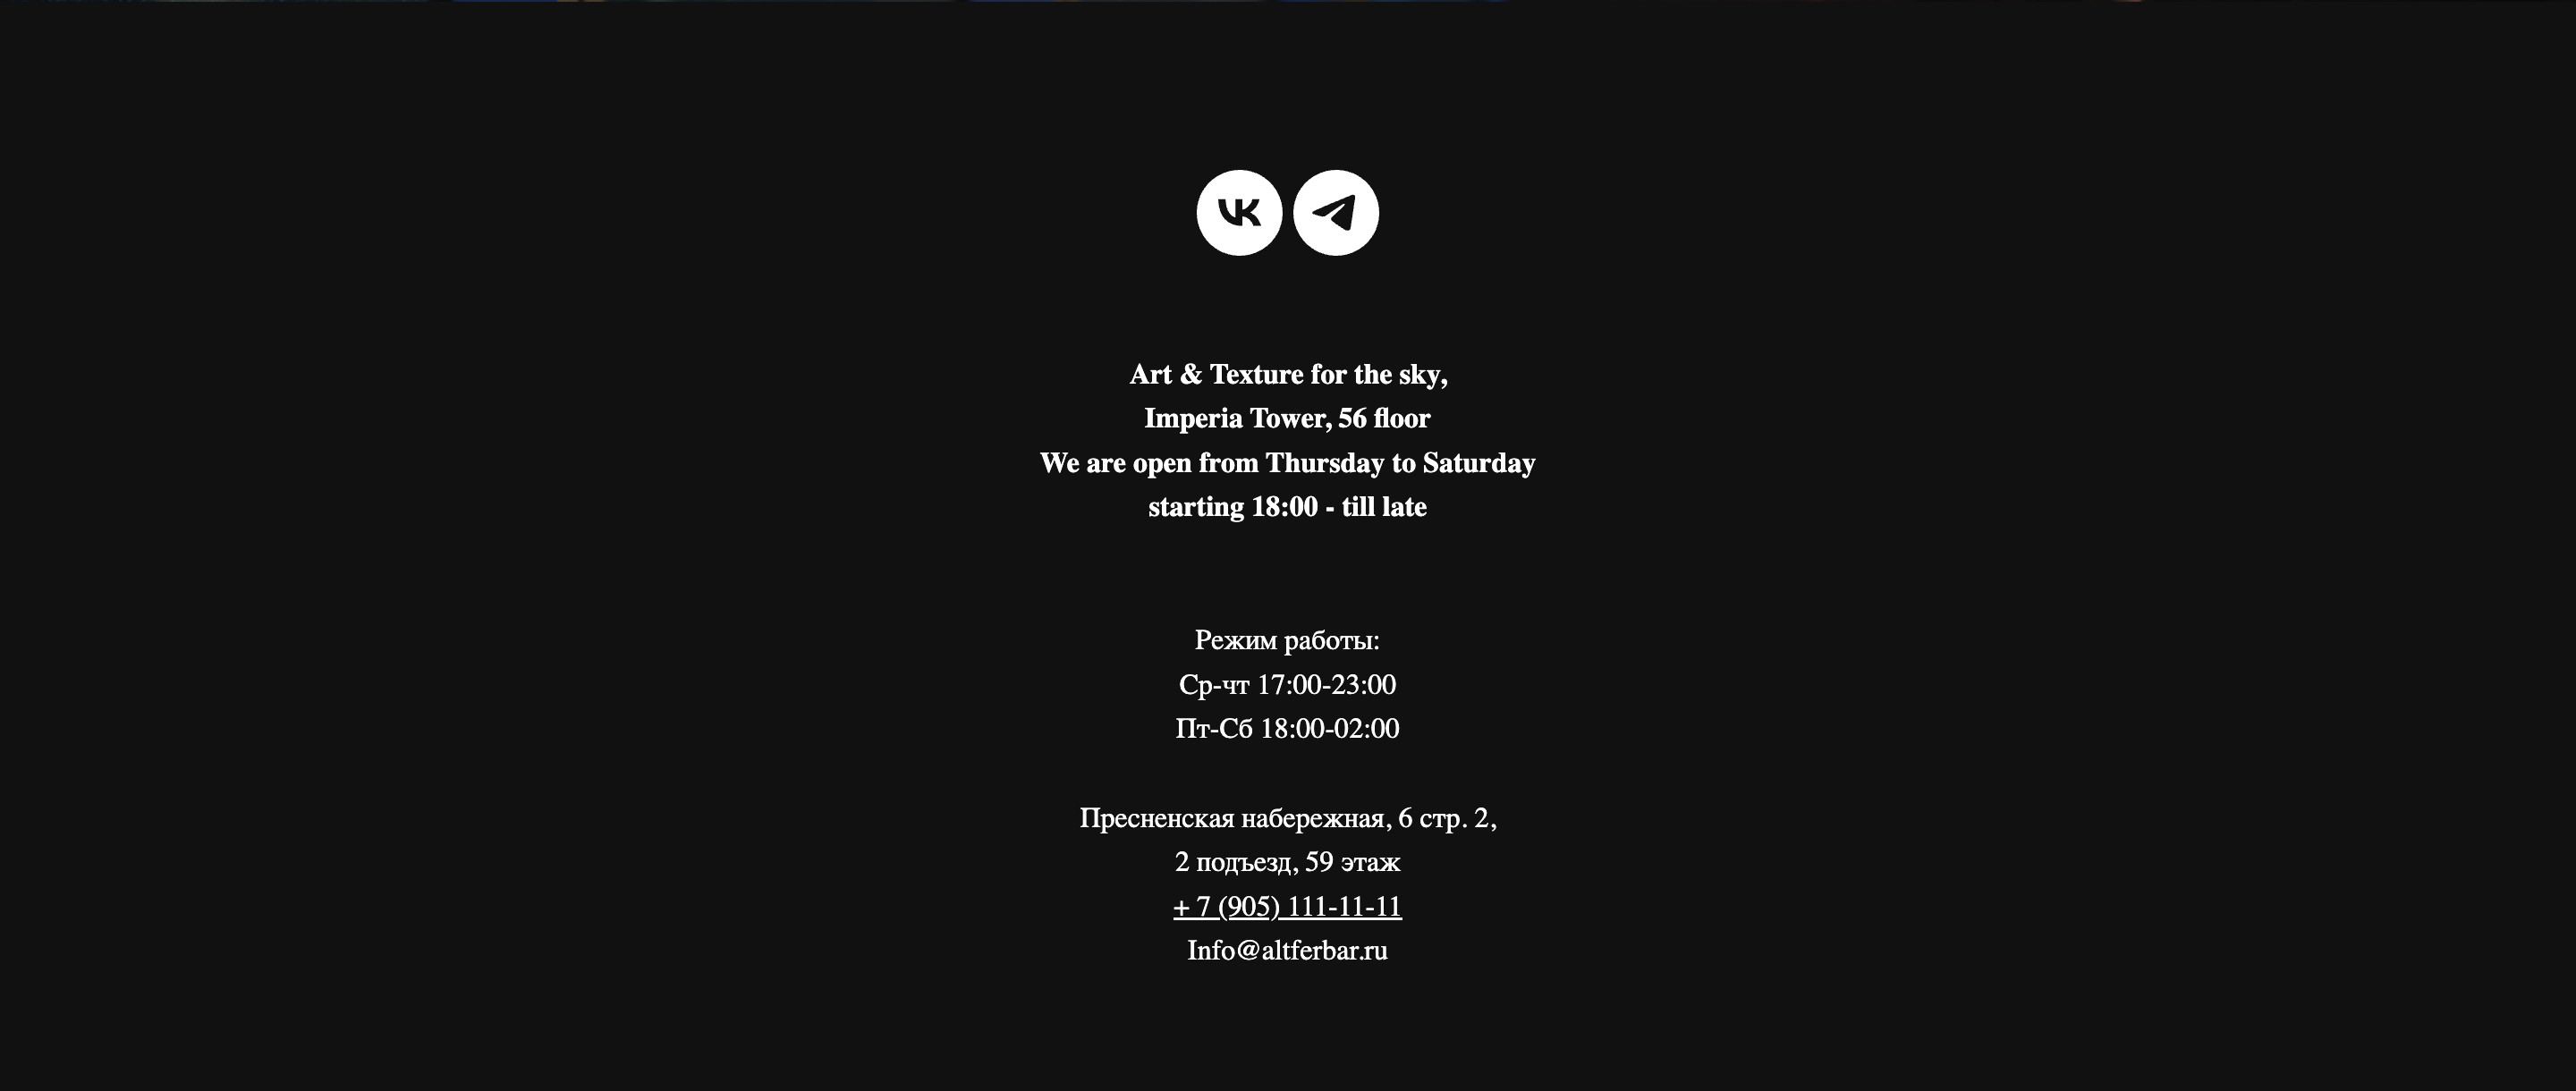 VK
Art & Texture for the sky,
Imperia Tower, 56 floor
We are open from Thursday to Saturday
starting 18:00 - till late
Режим работы:
Ср-чт 17:00-23:00
Пт-Сб 18:00-02:00
Пресненская набережная, 6 стр. 2,
2 подъезд, 59 этаж
+ 7 (905) 111-11-11
Info@altferbar.ru